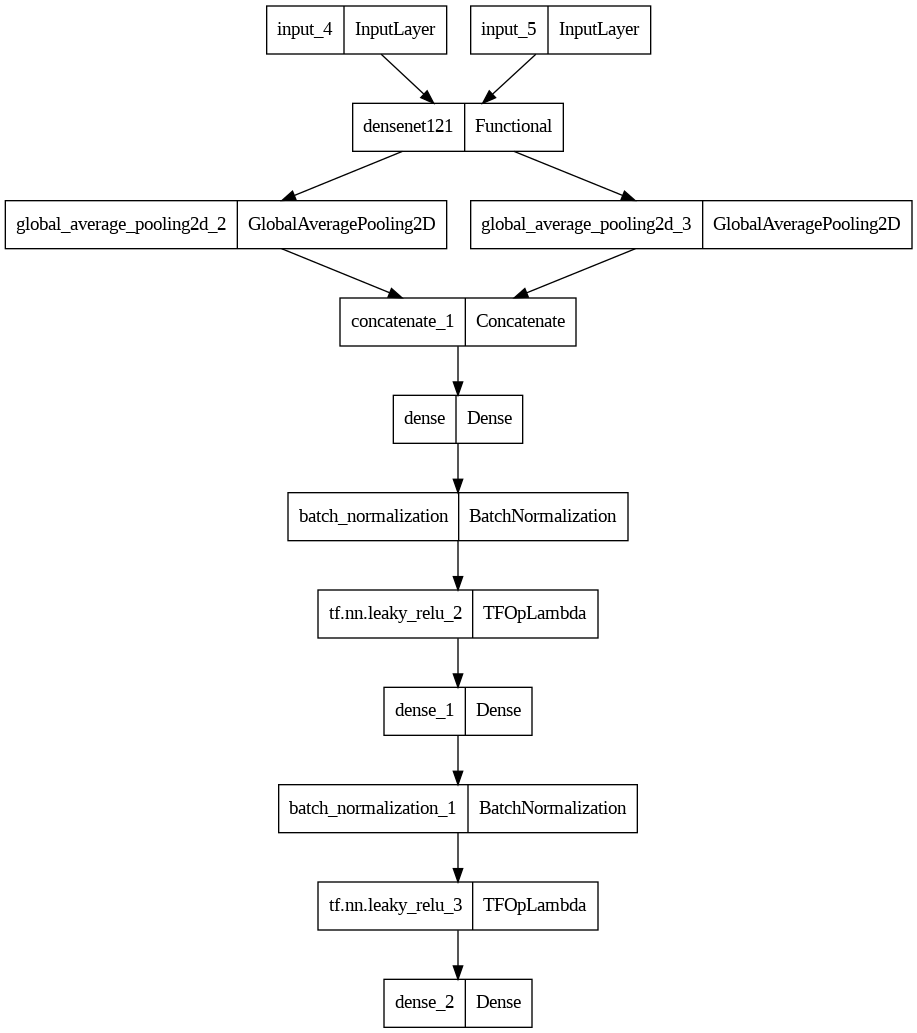 input_4 InputLayer input_5 InputLayer
densenet121 Functional
global_average_pooling2d_2 GlobalAveragePooling2D global_average_pooling2d_3 GlobalAveragePooling2D
concatenate_1 Concatenate
dense Dense
batch_normalization BatchNormalization
tf.nn.leaky_relu_2 TFOpLambda
dense_1 Dense
batch_normalization_1 BatchNormalization
tf.nn.leaky_relu_3 TFOpLambda
dense_2 Dense